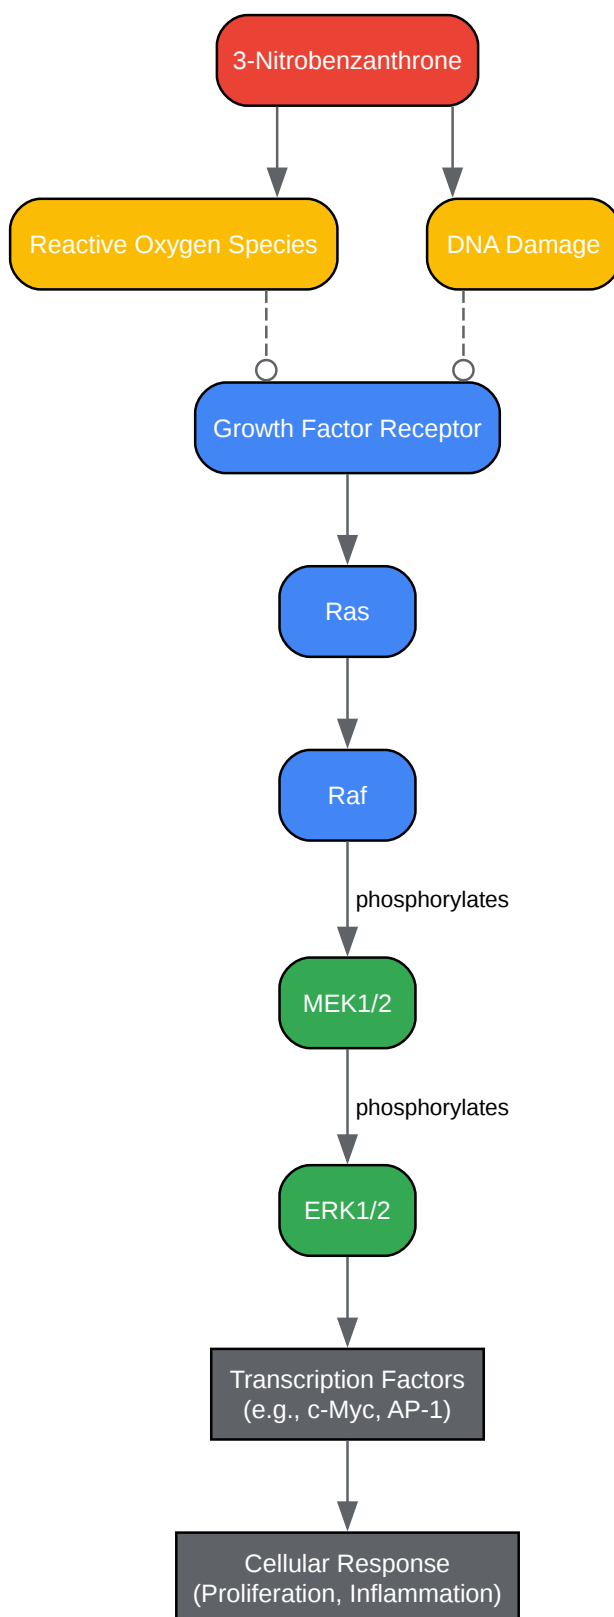 3-Nitrobenzanthrone
Reactive Oxygen Species
DNA Damage
Growth Factor Receptor
Ras
Raf
phosphorylates
MEK1/2
phosphorylates
ERK1/2
Transcription Factors
(e.g., c-Myc, AP-1)
Cellular Response
(Proliferation, Inflammation)